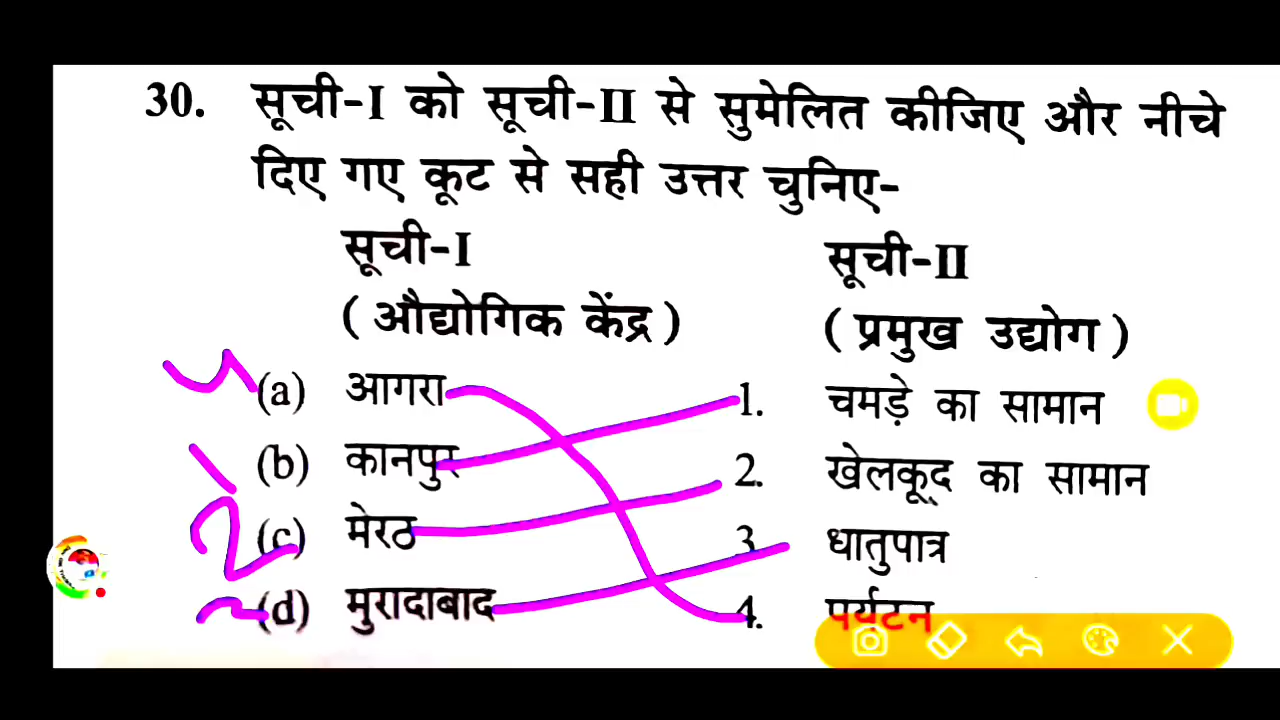 30. सूची-I को सूची-II से सुमेलित कीजिए और नीचे
दिए गए कूट से सही उत्तर चुनिए-
सूची-I सूची-II
(औद्योगिक केंद्र) (प्रमुख उद्योग)
(a) आगरा 1. चमड़े का सामान
(b) कानपुर 2. खेलकूद का सामान
(c) मेरठ 3. धातुपात्र
(d) मुरादाबाद 4. पर्यटन